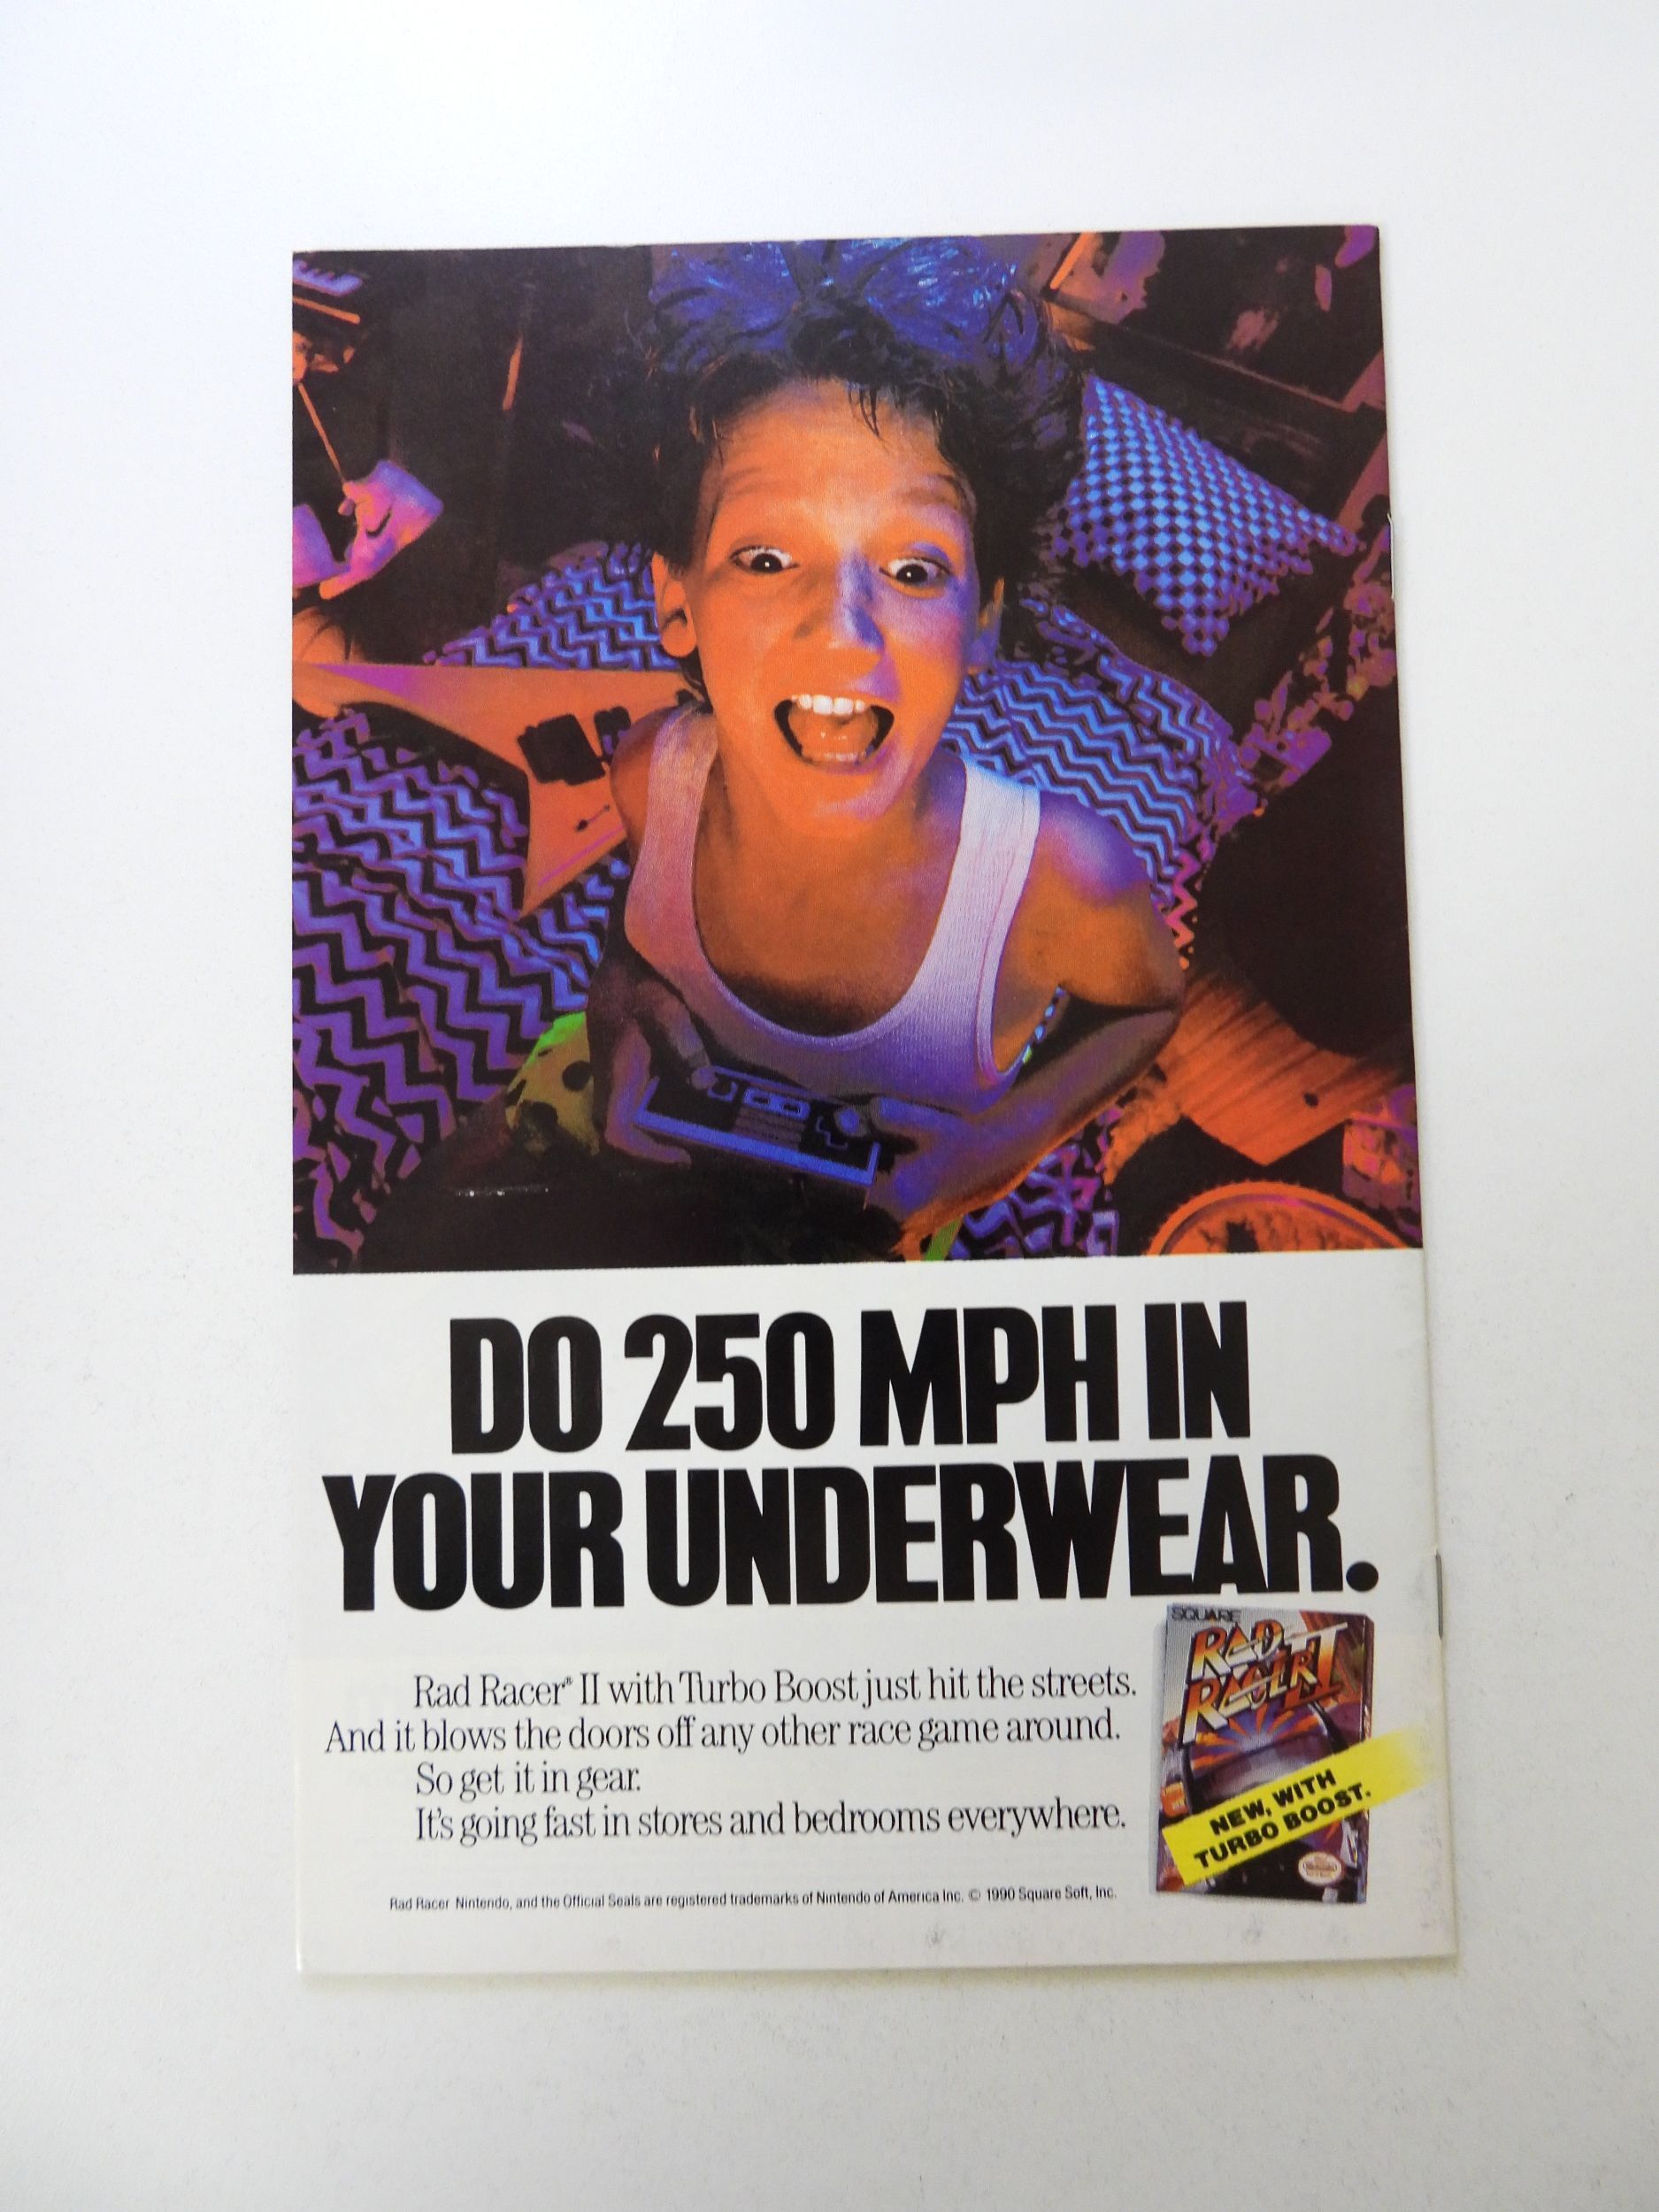 DO 250 MPH IN
YOUR UNDERWEAR.
Rad Racer® II with Turbo Boost just hit the streets.
And it blows the doors off any other race game around.
So get it in gear.
It's going fast in stores and bedrooms everywhere.
SQUARE
RAD
RACER II
NEW, WITH
TURBO BOOST.
Rad Racer Nintendo, and the Official Seals are registered trademarks of Nintendo of America Inc. © 1990 Square Soft, Inc.